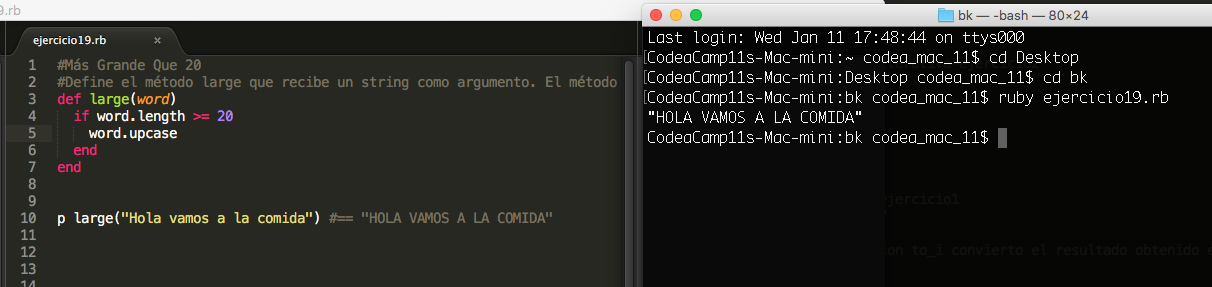 9.rb
ejercicio19.rb ×
1 #Más Grande Que 20
2 #Define el método large que recibe un string como argumento. El método
3 def large(word)
4 if word.length >= 20
5 word.upcase
6 end
7 end
8
9
10 p large("Hola vamos a la comida") #== "HOLA VAMOS A LA COMIDA"
11
12
13
14
bk — -bash — 80×24
Last login: Wed Jan 11 17:48:44 on ttys000
[CodeaCamp11s-Mac-mini:~ codea_mac_11$ cd Desktop
[CodeaCamp11s-Mac-mini:Desktop codea_mac_11$ cd bk
[CodeaCamp11s-Mac-mini:bk codea_mac_11$ ruby ejercicio19.rb
"HOLA VAMOS A LA COMIDA"
CodeaCamp11s-Mac-mini:bk codea_mac_11$
ejercicio1
on to_i convierto el resultado obtenido